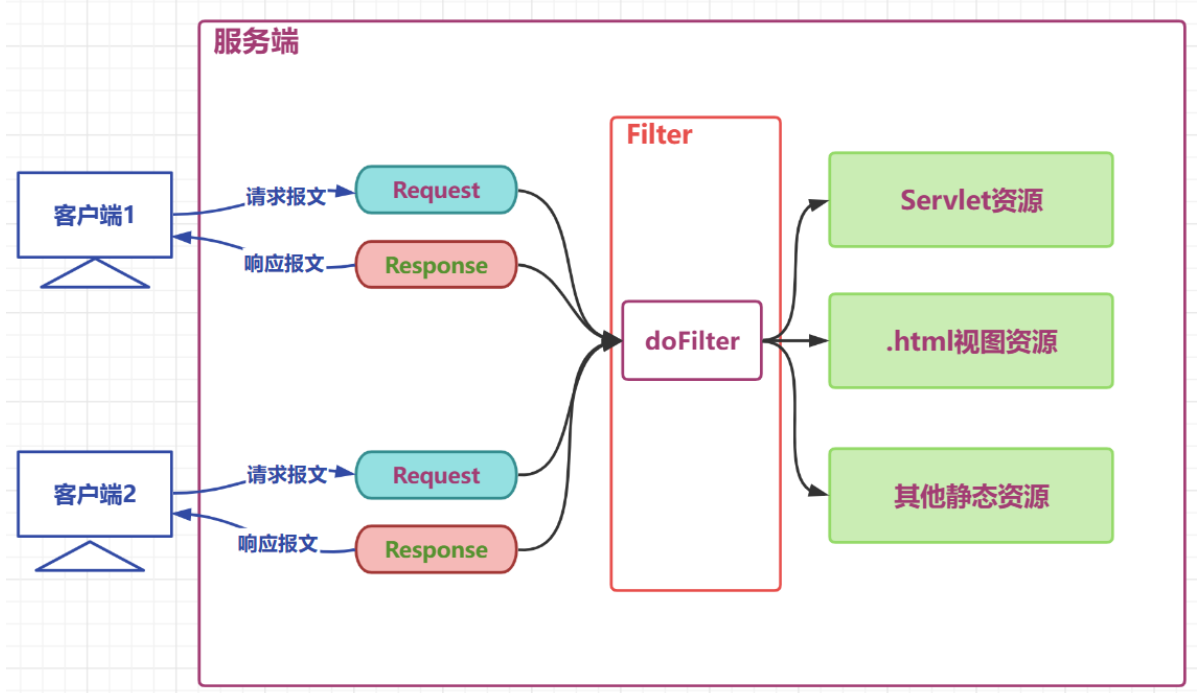 服务端
Filter
客户端1
请求报文
Request
响应报文
Response
doFilter
Servlet资源
.html视图资源
其他静态资源
客户端2
请求报文
Request
响应报文
Response